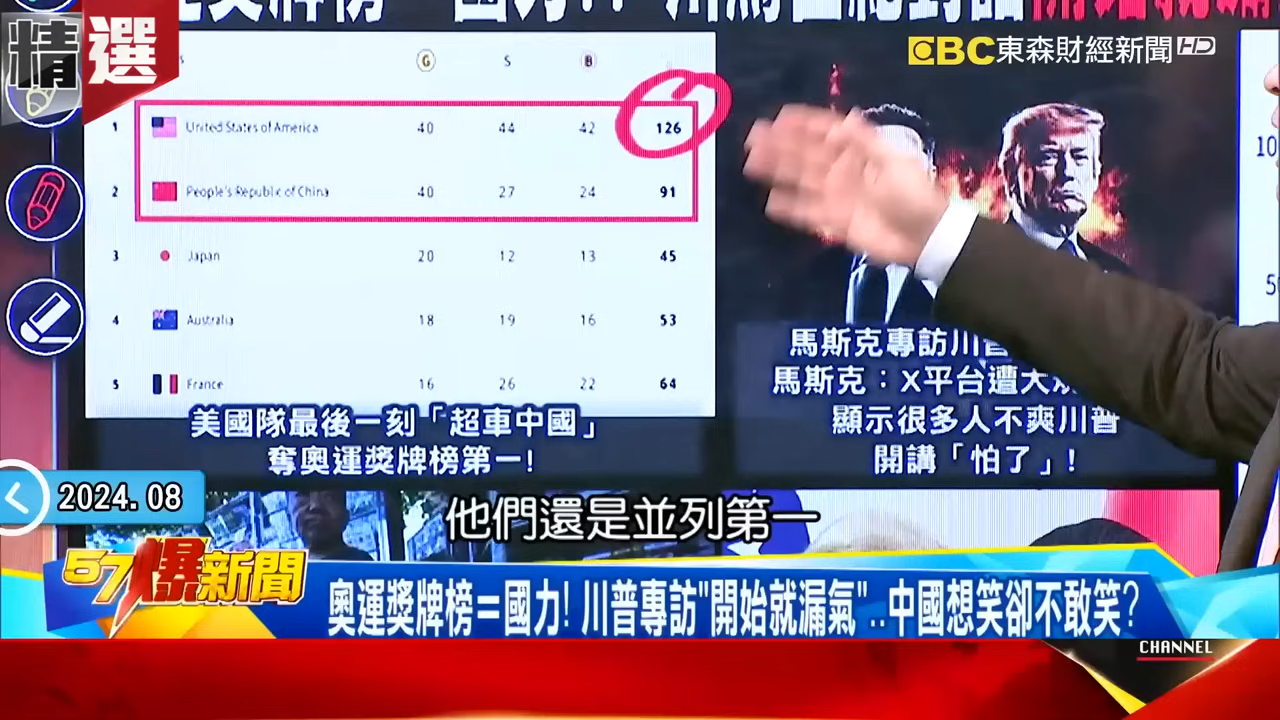 精選
EBC 東森財經新聞 HD
G S B
1 United States of America 40 44 42 126
2 People's Republic of China 40 27 24 91
3 Japan 20 12 13 45
4 Australia 18 19 16 53
5 France 16 26 22 64
10
5
美國隊最後一刻「超車中國」
奪奧運獎牌榜第一!
馬斯克專訪川普
馬斯克：X平台遭大
顯示很多人不爽川普
開講「怕了」!
2024.08
他們還是並列第一
57爆新聞
奧運獎牌榜=國力! 川普專訪"開始就漏氣"..中國想笑卻不敢笑?
CHANNEL